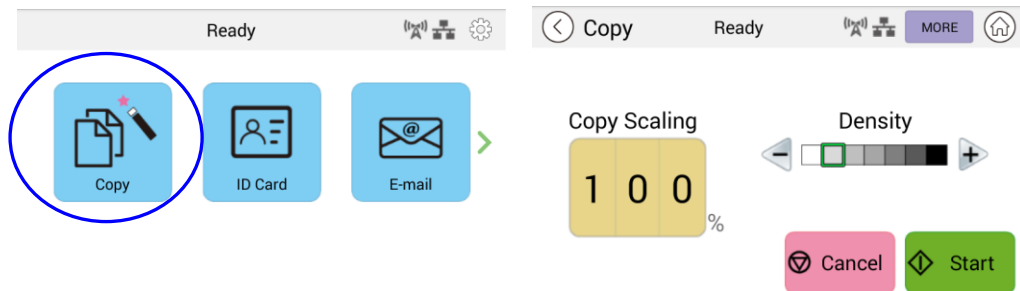 Ready
Copy
ID Card
@
E-mail
Copy Ready MORE
Copy Scaling
1 0 0 %
Density
Cancel
Start